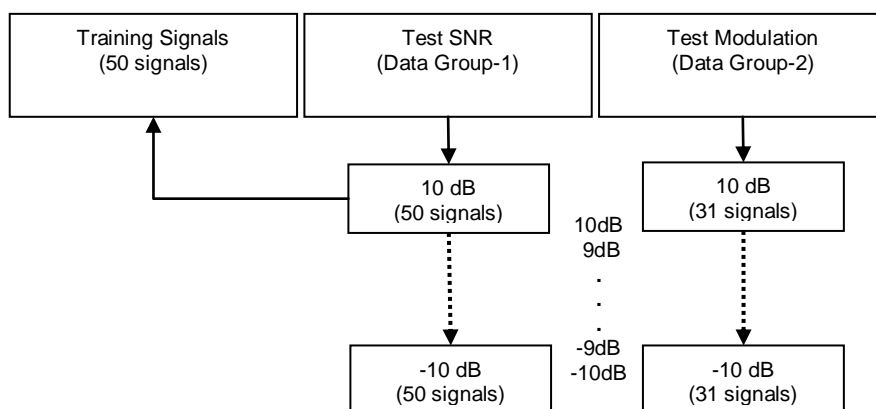 Training Signals
(50 signals)
Test SNR
(Data Group-1)
Test Modulation
(Data Group-2)
10 dB
(50 signals)
10 dB
(31 signals)
10dB
9dB
.
.
.
-9dB
-10dB
-10 dB
(50 signals)
-10 dB
(31 signals)